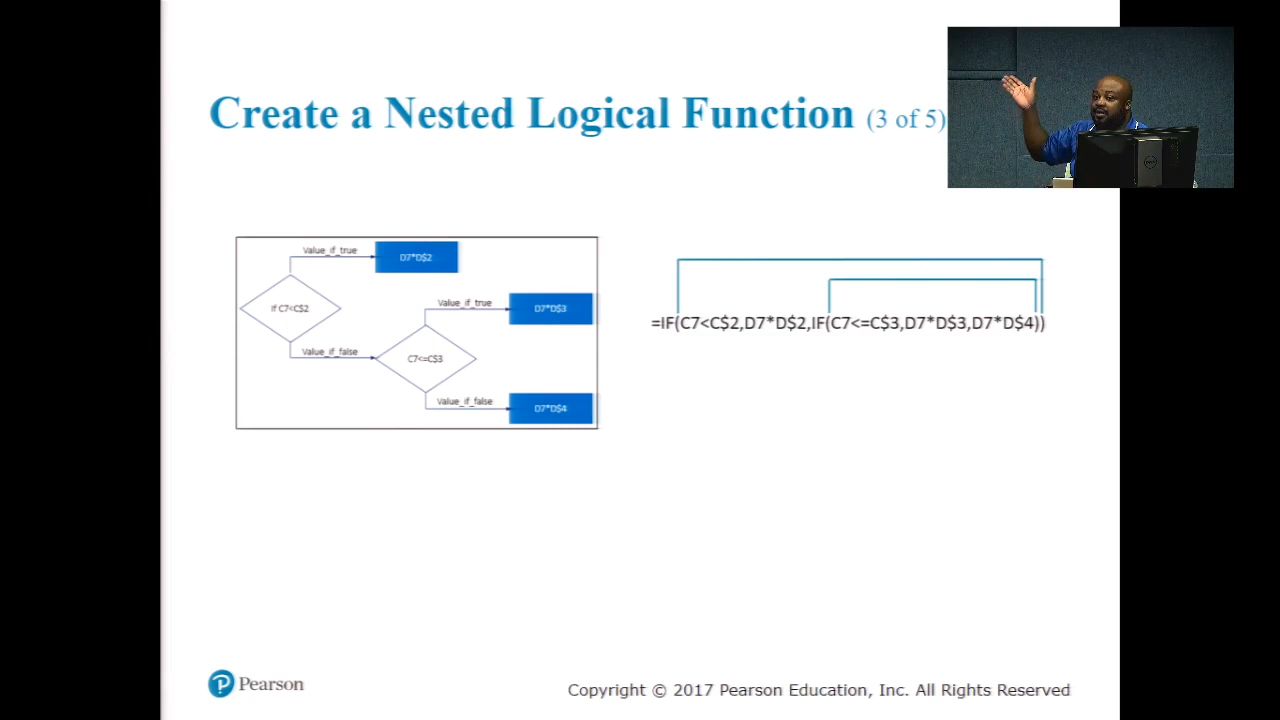 Create a Nested Logical Function (3 of 5)
Value_if_true
D7*D$2
If C7<C$2
Value_if_false
Value_if_true
D7*D$3
C7<=C$3
Value_if_false
D7*D$4
=IF(C7<C$2,D7*D$2,IF(C7<=C$3,D7*D$3,D7*D$4))
Pearson
Copyright © 2017 Pearson Education, Inc. All Rights Reserved